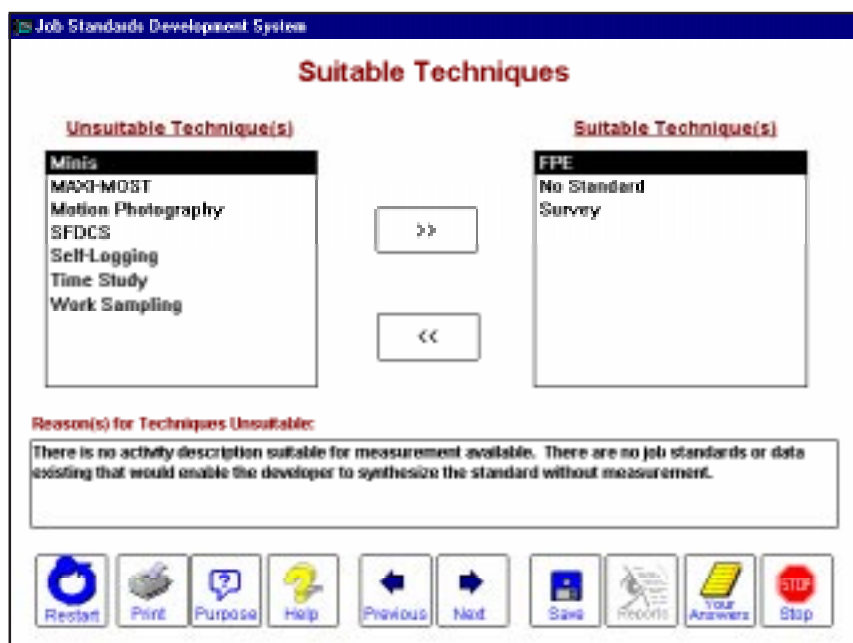 Job Standards Development System
Suitable Techniques
Unsuitable Technique(s)
Suitable Technique(s)
Minis
MAXI-MOST
Motion Photography
SFDCS
Self-Logging
Time Study
Work Sampling
>>
<<
FPE
No Standard
Survey
Reason(s) for Techniques Unsuitable:
There is no activity description suitable for measurement available. There are no job standards or data
existing that would enable the developer to synthesize the standard without measurement.
Restart
Print
Purpose
Help
Previous
Next
Save
Reports
Your
Answers
STOP
Stop